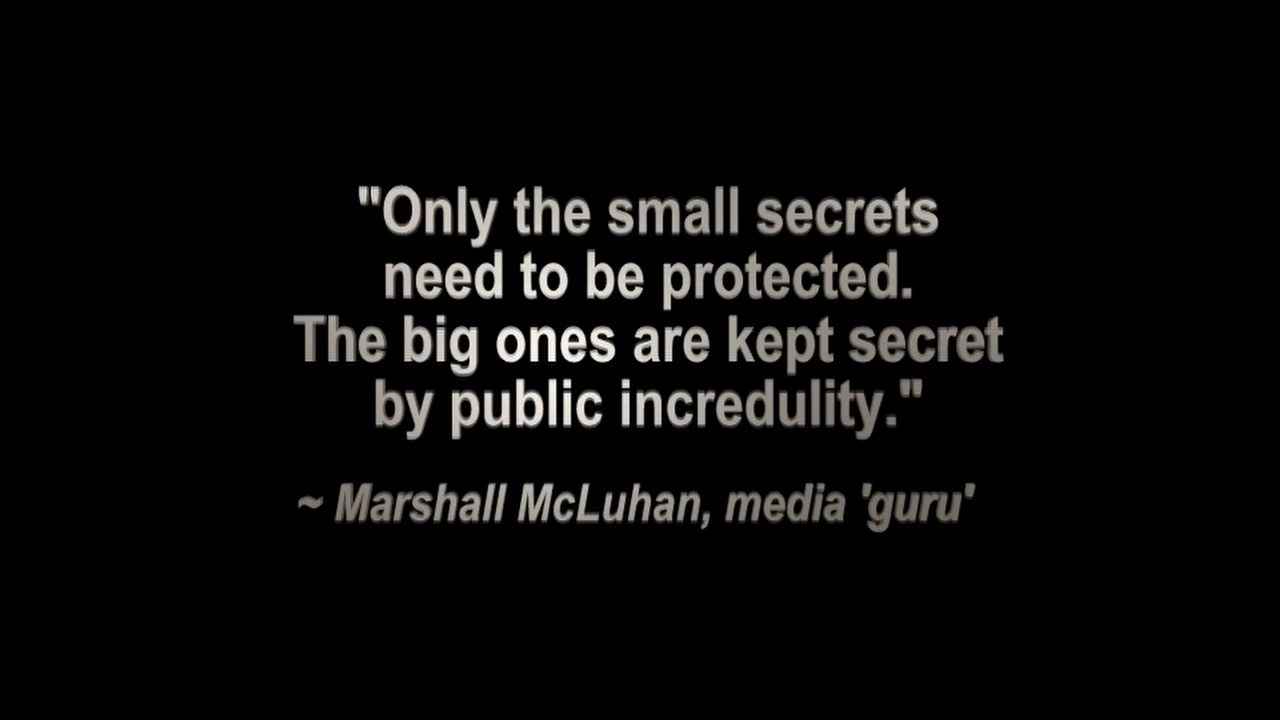 "Only the small secrets
need to be protected.
The big ones are kept secret
by public incredulity."
~ Marshall McLuhan, media 'guru'